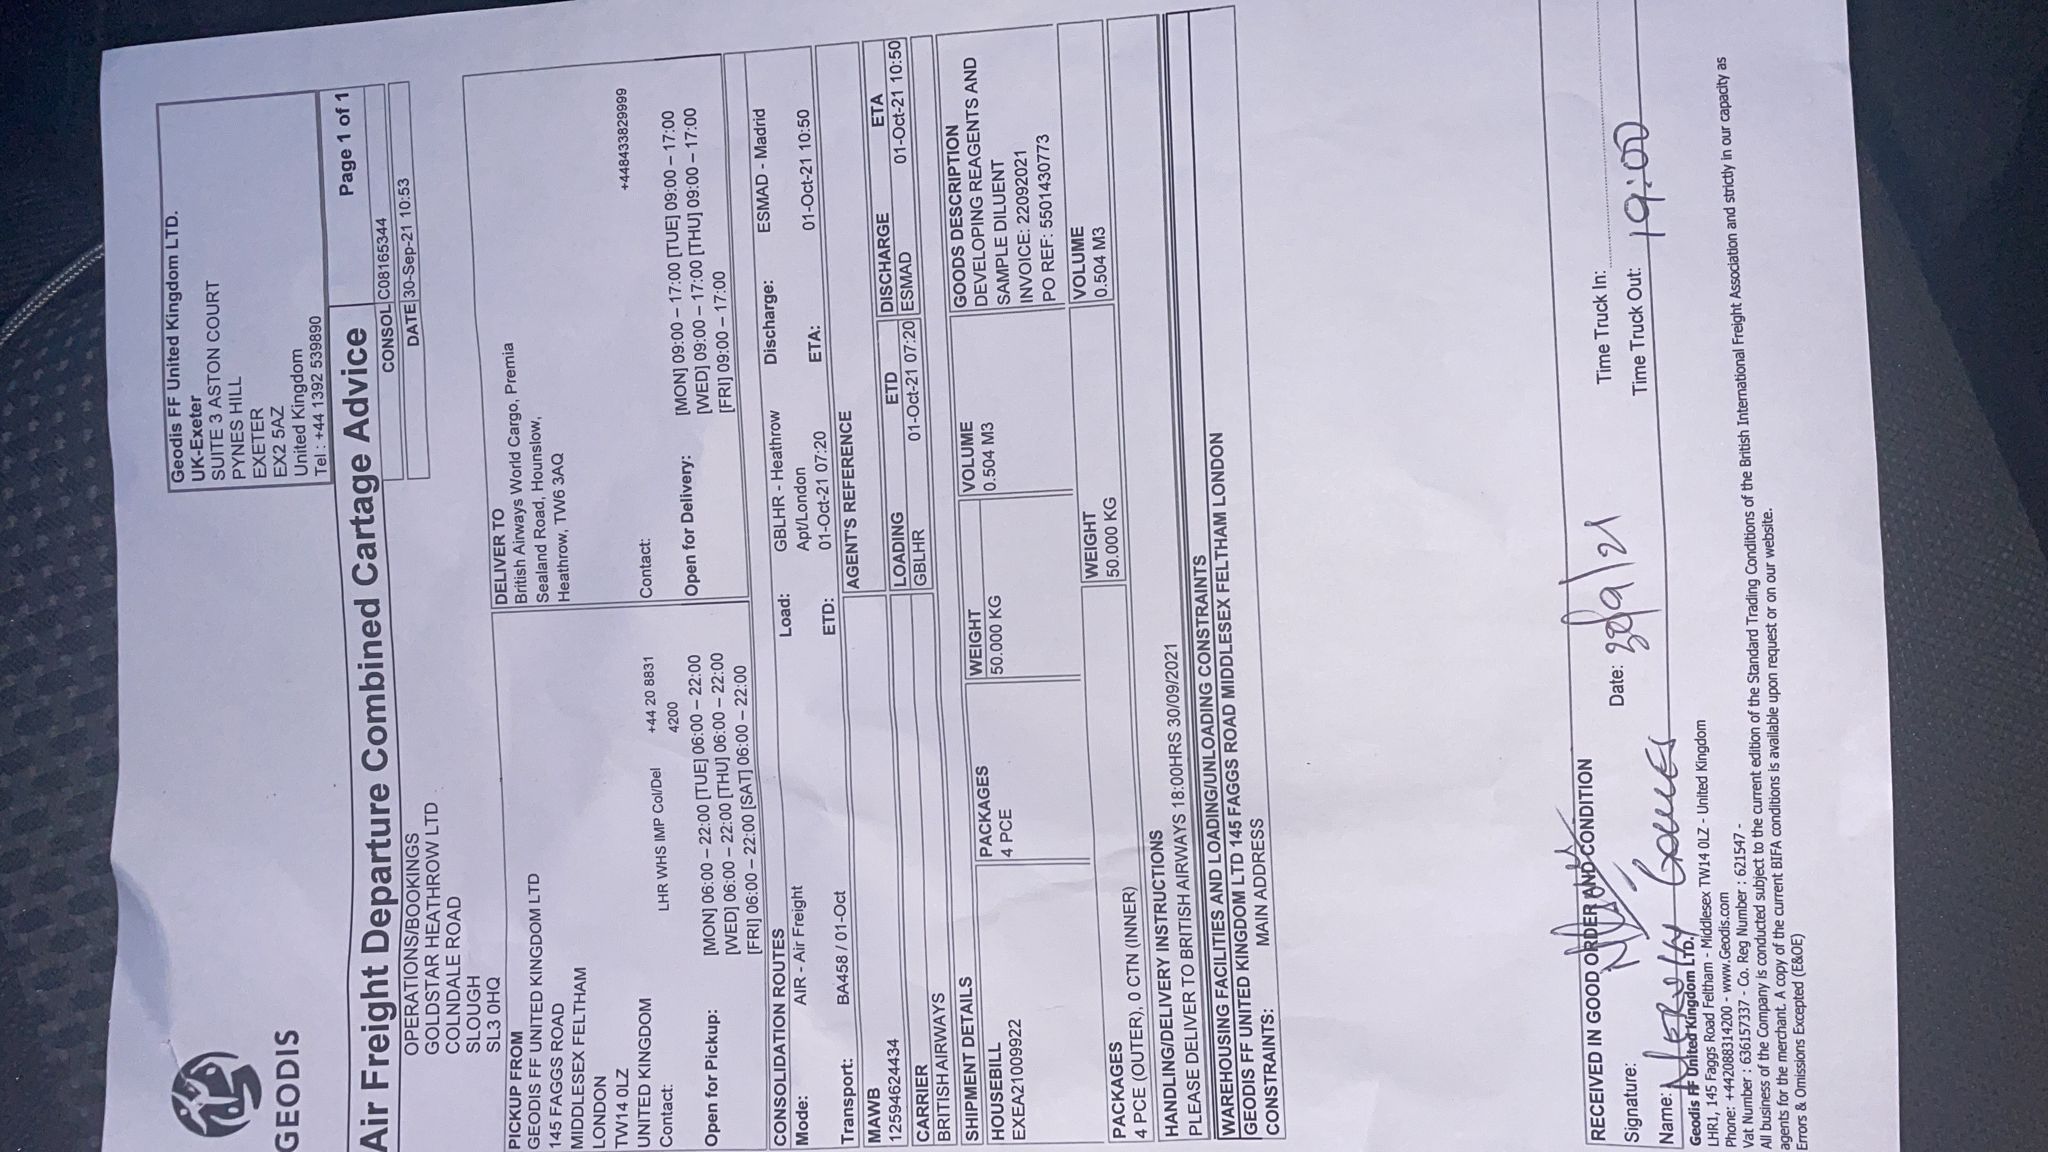 GEODIS
Geodis FF United Kingdom LTD.
UK-Exeter
SUITE 3 ASTON COURT
PYNES HILL
EXETER
EX2 5AZ
United Kingdom
Tel: +44 1392 539890
Air Freight Departure Combined Cartage Advice Page 1 of 1
CONSOL C08165344
DATE 30-Sep-21 10:53
OPERATIONS/BOOKINGS
GOLDSTAR HEATHROW LTD
COLNDALE ROAD
SLOUGH
SL3 0HQ
PICKUP FROM
GEODIS FF UNITED KINGDOM LTD
145 FAGGS ROAD
MIDDLESEX FELTHAM
LONDON
TW14 0LZ
UNITED KINGDOM
Contact: LHR WHS IMP Col/Del +44 20 8831 4200
Open for Pickup: [MON] 06:00 – 22:00 [TUE] 06:00 – 22:00
[WED] 06:00 – 22:00 [THU] 06:00 – 22:00
[FRI] 06:00 – 22:00 [SAT] 06:00 – 22:00
DELIVER TO
British Airways World Cargo, Premia
Sealand Road, Hounslow,
Heathrow, TW6 3AQ
Contact: +448433829999
Open for Delivery: [MON] 09:00 – 17:00 [TUE] 09:00 – 17:00
[WED] 09:00 – 17:00 [THU] 09:00 – 17:00
[FRI] 09:00 – 17:00
CONSOLIDATION ROUTES
Mode: AIR - Air Freight Load: GBLHR - Heathrow Discharge: ESMAD - Madrid
Apt/London
Transport: BA458 / 01-Oct ETD: 01-Oct-21 07:20 ETA: 01-Oct-21 10:50
MAWB AGENT'S REFERENCE
12594624434
CARRIER LOADING ETD DISCHARGE ETA
BRITISH AIRWAYS GBLHR 01-Oct-21 07:20 ESMAD 01-Oct-21 10:50
SHIPMENT DETAILS
HOUSEBILL PACKAGES WEIGHT VOLUME GOODS DESCRIPTION
EXEA21009922 4 PCE 50.000 KG 0.504 M3 DEVELOPING REAGENTS AND
SAMPLE DILUENT
INVOICE: 22092021
PO REF: 5501430773
PACKAGES WEIGHT VOLUME
4 PCE (OUTER), 0 CTN (INNER) 50.000 KG 0.504 M3
HANDLING/DELIVERY INSTRUCTIONS
PLEASE DELIVER TO BRITISH AIRWAYS 18:00HRS 30/09/2021
WAREHOUSING FACILITIES AND LOADING/UNLOADING CONSTRAINTS
GEODIS FF UNITED KINGDOM LTD 145 FAGGS ROAD MIDDLESEX FELTHAM LONDON
CONSTRAINTS: MAIN ADDRESS
RECEIVED IN GOOD ORDER AND CONDITION
Signature: Date: 30/9/21 Time Truck In:
Name: Time Truck Out: 19:00
Geodis FF United Kingdom LTD.
LHR1, 145 Faggs Road Feltham - Middlesex TW14 0LZ - United Kingdom
Phone: +442088314200 - www.Geodis.com
Vat Number : 636157337 - Co. Reg Number : 621547 -
All business of the Company is conducted subject to the current edition of the Standard Trading Conditions of the British International Freight Association and strictly in our capacity as
agents for the merchant. A copy of the current BIFA conditions is available upon request or on our website.
Errors & Omissions Excepted (E&OE)